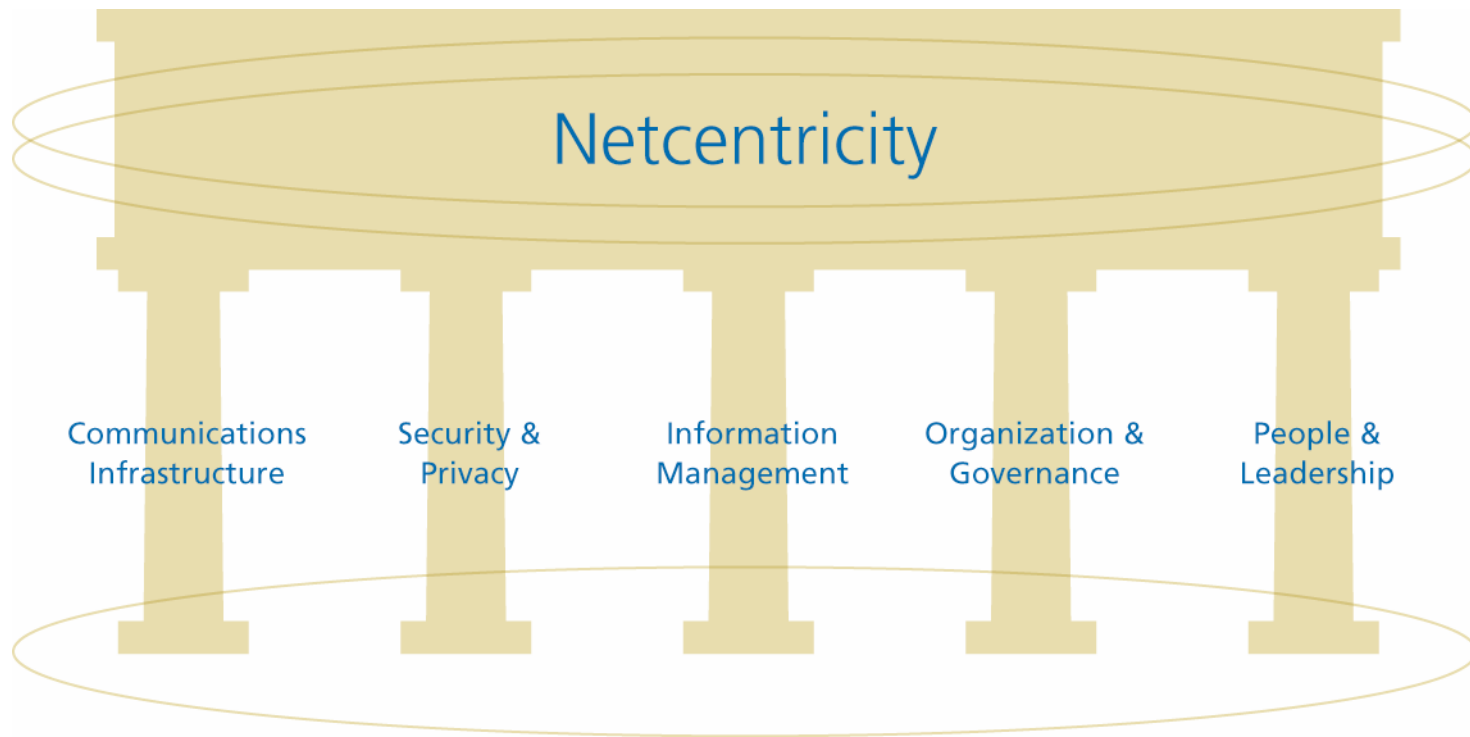 Netcentricity
Communications
Infrastructure
Security &
Privacy
Information
Management
Organization &
Governance
People &
Leadership